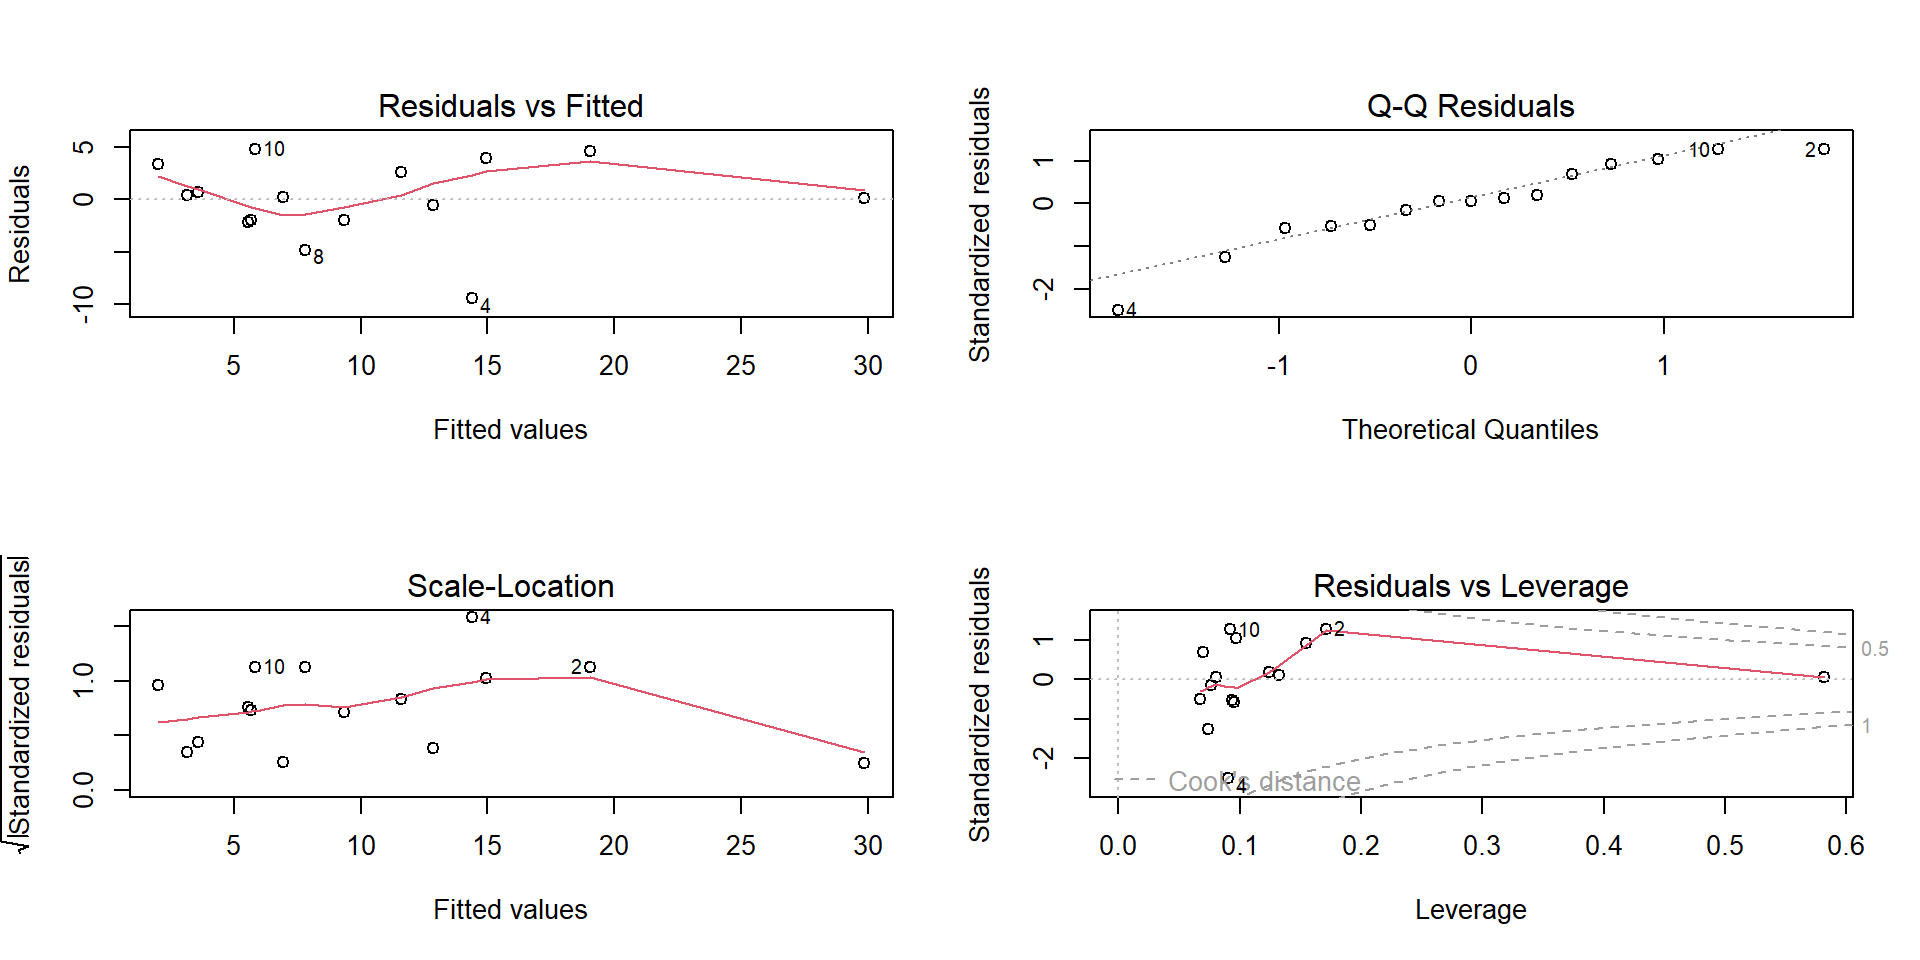 Residuals vs Fitted
Residuals
5
0
-10
10
8
4
5 10 15 20 25 30
Fitted values
Q-Q Residuals
Standardized residuals
1
0
-2
10
2
4
-1 0 1
Theoretical Quantiles
Scale-Location
√|Standardized residuals|
1.0
0.0
4
10
2
5 10 15 20 25 30
Fitted values
Residuals vs Leverage
Standardized residuals
1
0
-2
10
2
0.5
1
Cook's distance
4
0.0 0.1 0.2 0.3 0.4 0.5 0.6
Leverage